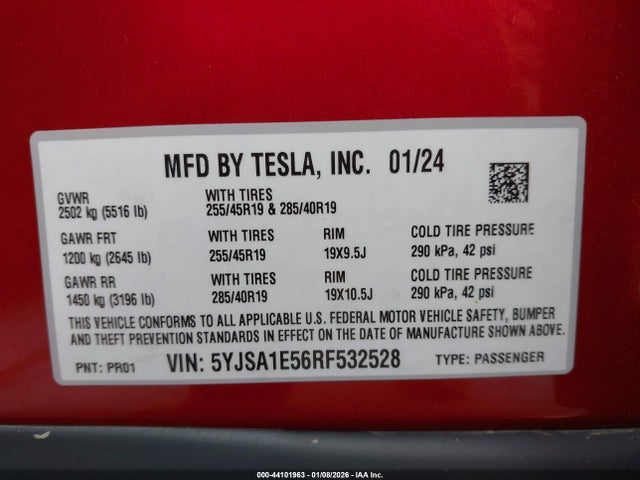 MFD BY TESLA, INC. 01/24
GVWR
2502 kg (5516 lb)
WITH TIRES
255/45R19 & 285/40R19
GAWR FRT
1200 kg (2645 lb)
WITH TIRES
255/45R19
RIM
19X9.5J
COLD TIRE PRESSURE
290 kPa, 42 psi
GAWR RR
1450 kg (3196 lb)
WITH TIRES
285/40R19
RIM
19X10.5J
COLD TIRE PRESSURE
290 kPa, 42 psi
THIS VEHICLE CONFORMS TO ALL APPLICABLE U.S. FEDERAL MOTOR VEHICLE SAFETY, BUMPER
AND THEFT PREVENTION STANDARDS IN EFFECT ON THE DATE OF MANUFACTURE SHOWN ABOVE.
PNT: PR01 VIN: 5YJSA1E56RF532528 TYPE: PASSENGER
000-44101963 - 01/08/2026 - IAA Inc.